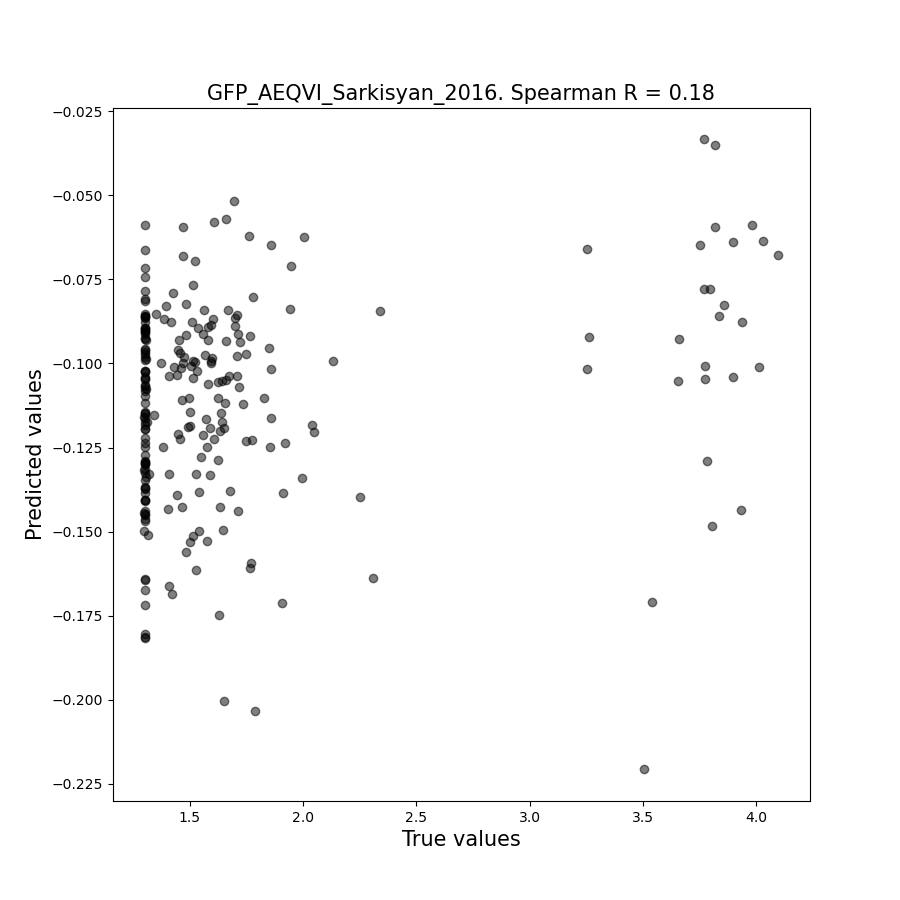 GFP_AEQVI_Sarkisyan_2016. Spearman R = 0.18
−0.025
−0.050
−0.075
−0.100
−0.125
−0.150
−0.175
−0.200
−0.225
Predicted values
1.5 2.0 2.5 3.0 3.5 4.0
True values